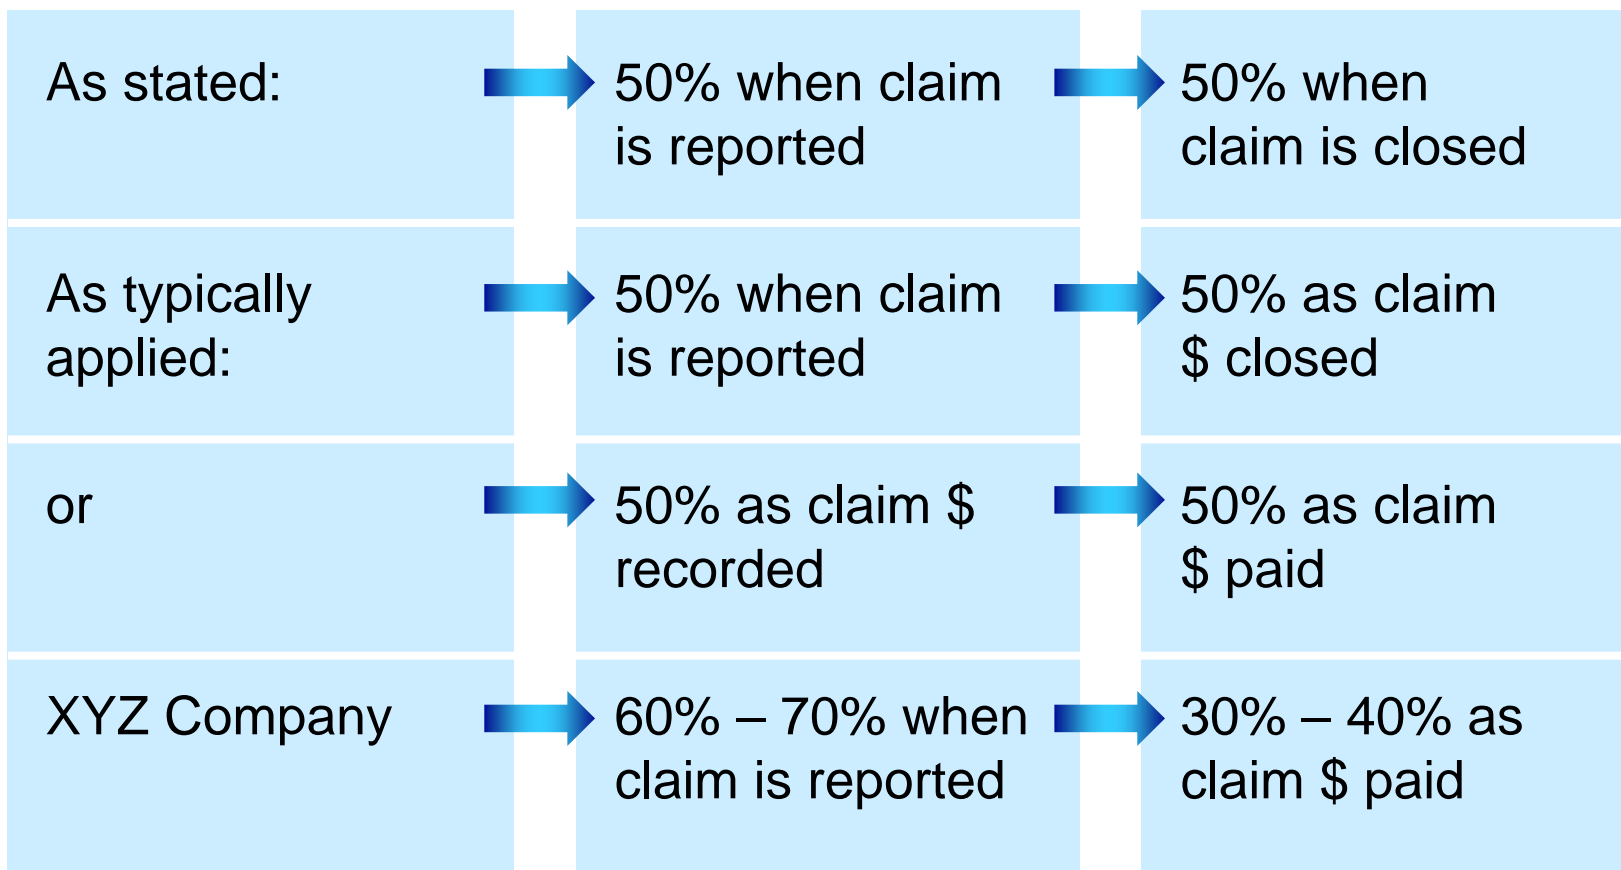 As stated:
50% when claim
is reported
50% when
claim is closed
As typically
applied:
50% when claim
is reported
50% as claim
$ closed
or
50% as claim $
recorded
50% as claim
$ paid
XYZ Company
60% – 70% when
claim is reported
30% – 40% as
claim $ paid